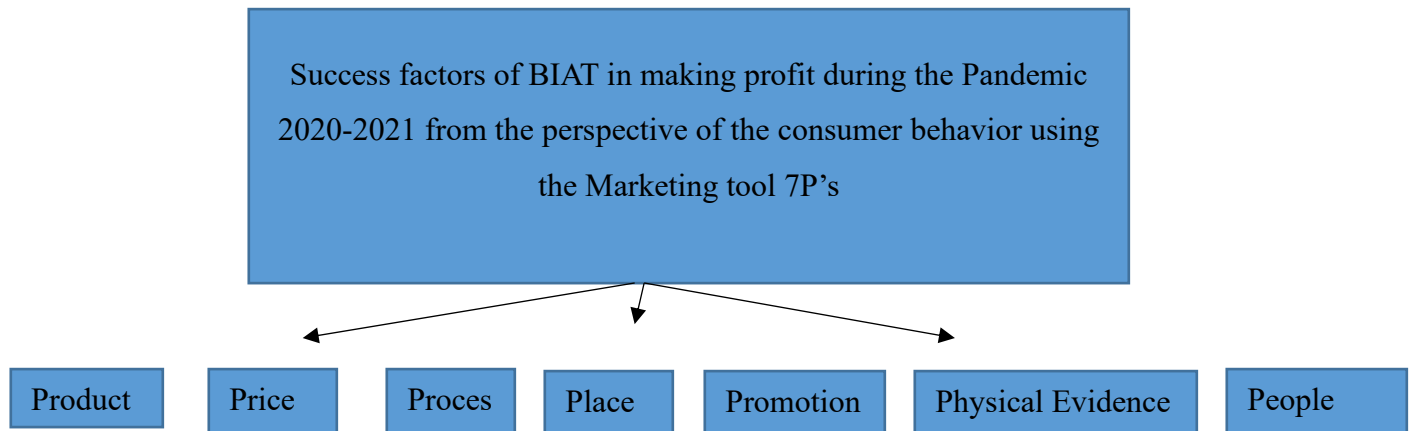 Success factors of BIAT in making profit during the Pandemic
2020-2021 from the perspective of the consumer behavior using
the Marketing tool 7P’s
Product Price Proces Place Promotion Physical Evidence People